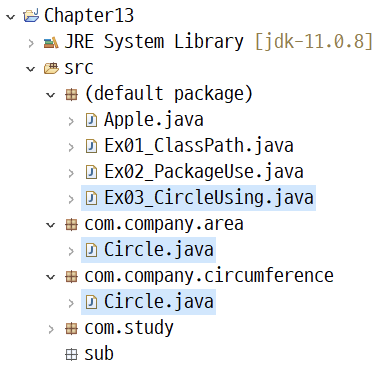 Chapter13
JRE System Library [jdk-11.0.8]
src
(default package)
Apple.java
Ex01_ClassPath.java
Ex02_PackageUse.java
Ex03_CircleUsing.java
com.company.area
Circle.java
com.company.circumference
Circle.java
com.study
sub